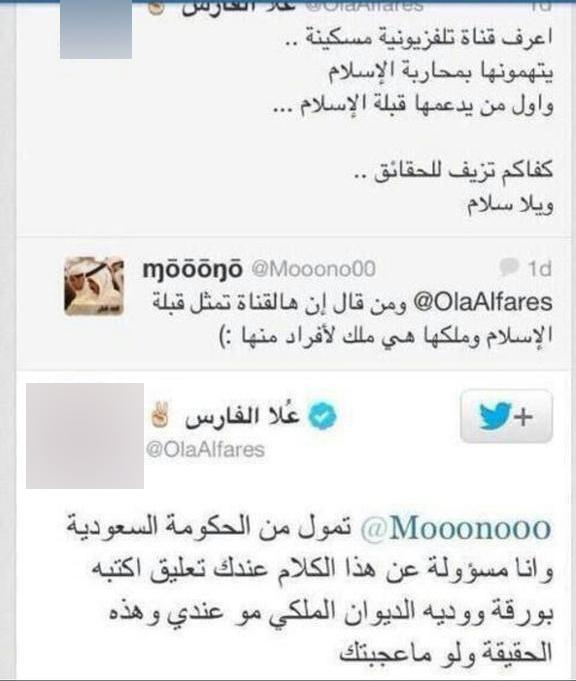 علا الفارس @OlaAlfares 1d
اعرف قناة تلفزيونية مسكينة ..
يتهمونها بمحاربة الإسلام
واول من يدعمها قبلة الإسلام ...
كفاكم تزيف للحقائق ..
ويلا سلام
ɱōōōŋō @Mooono00 1d
@OlaAlfares ومن قال إن هالقناة تمثل قبلة
الإسلام وملكها هي ملك لأفراد منها :)
عُلا الفارس ✌
@OlaAlfares
@Mooonooo تمول من الحكومة السعودية
وانا مسؤولة عن هذا الكلام عندك تعليق اكتبه
بورقة ووديه الديوان الملكي مو عندي وهذه
الحقيقة ولو ماعجبتك